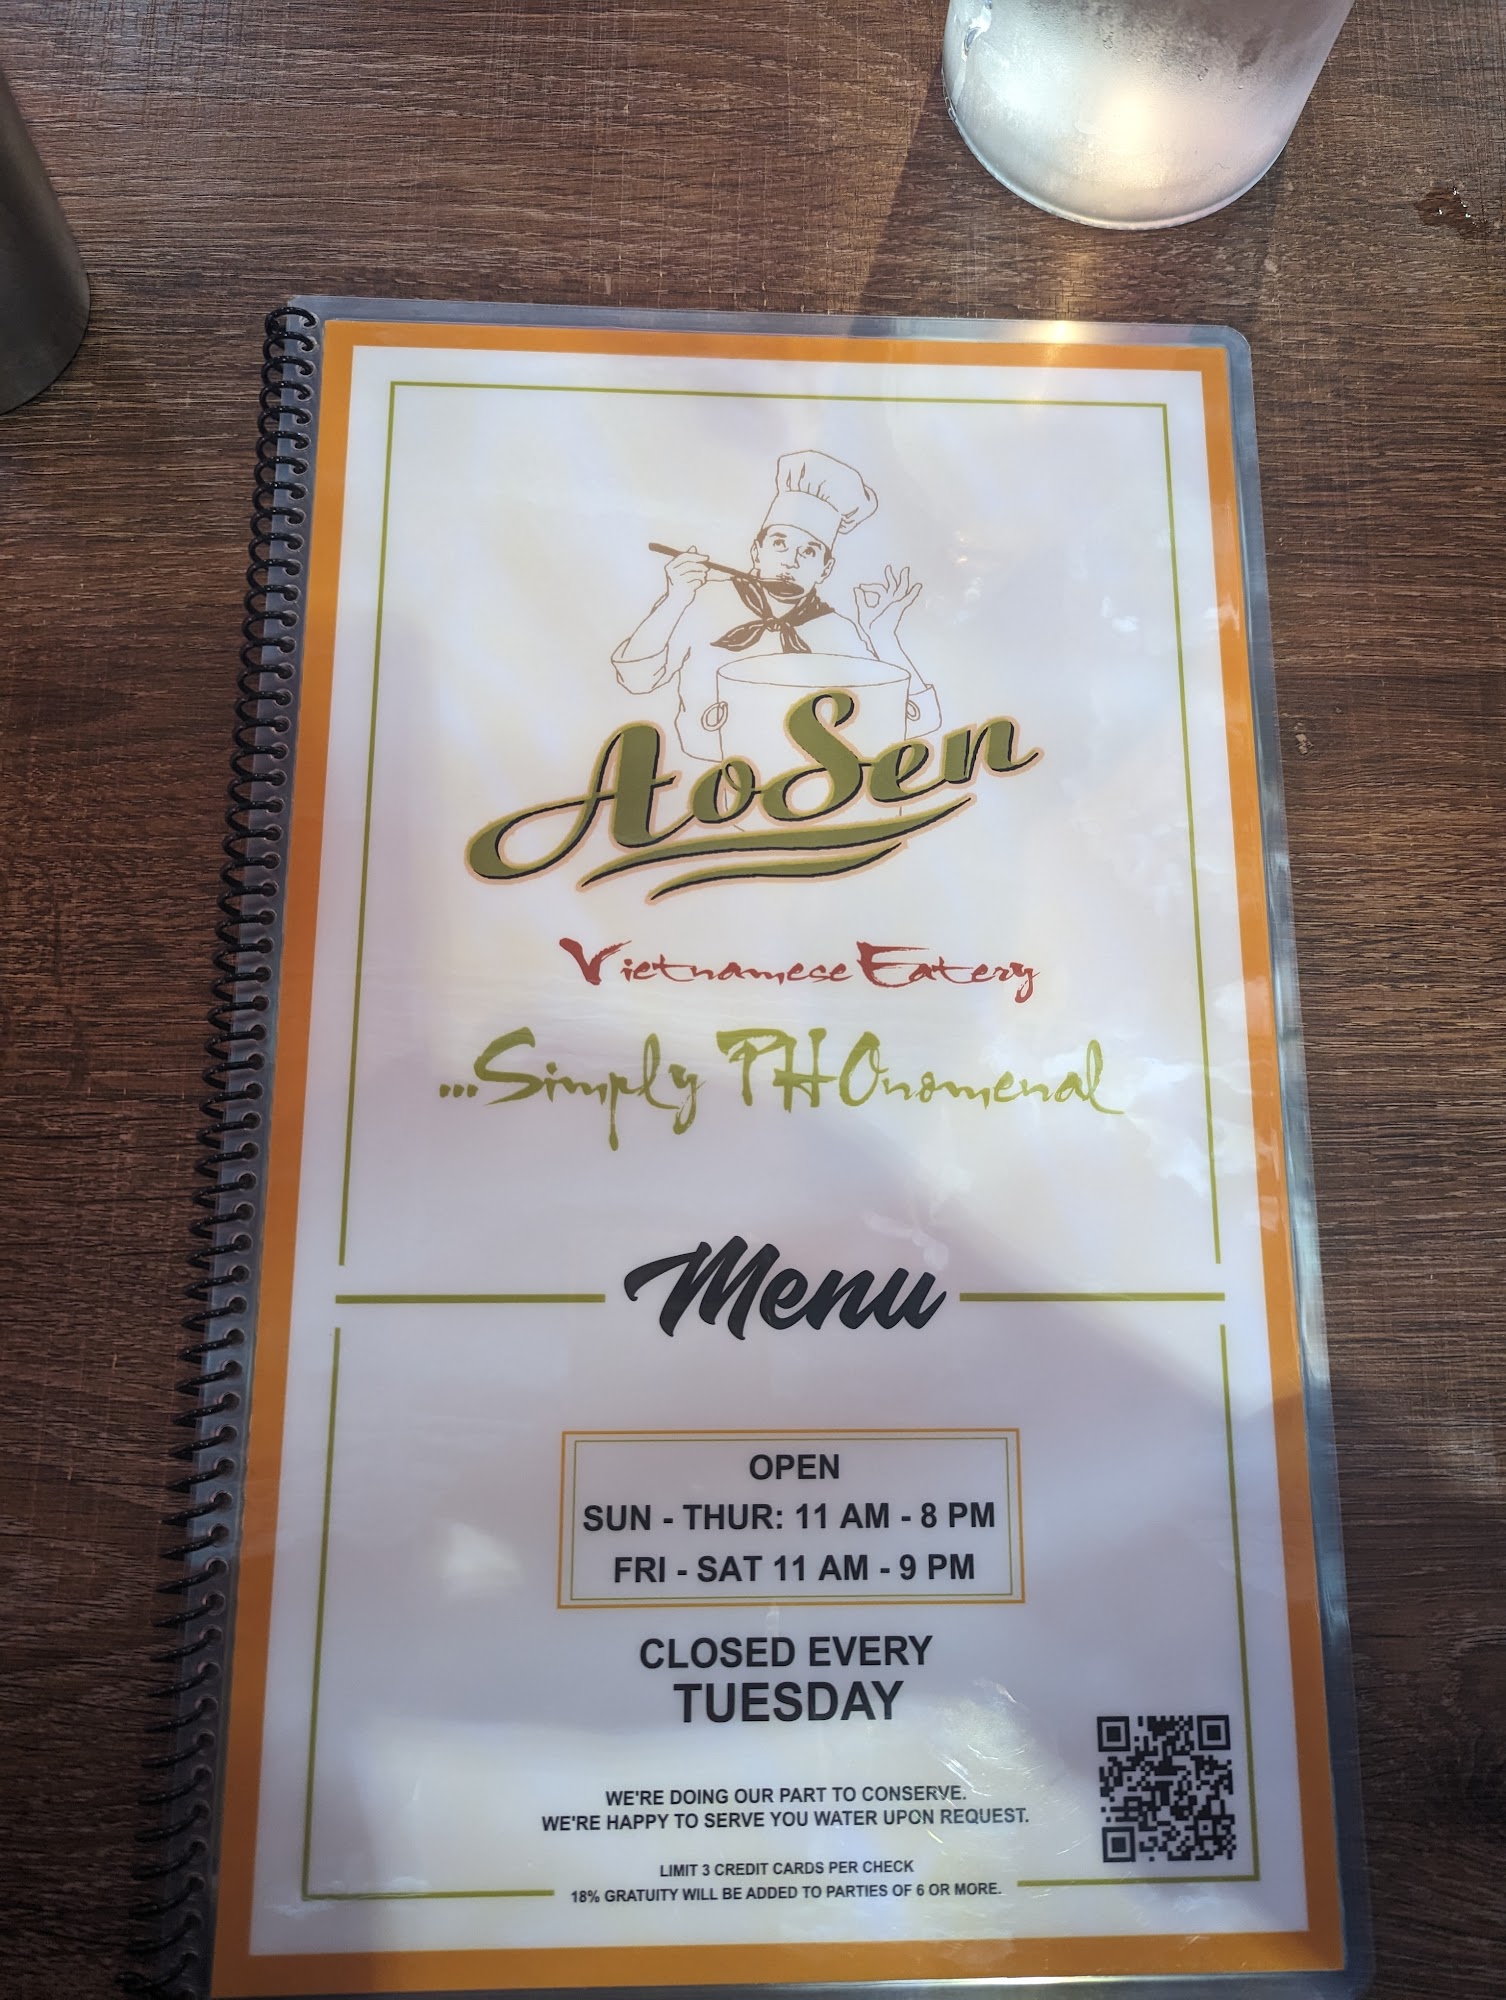 AoSen
Vietnamese Eatery
...Simply PHOnomenal
Menu
OPEN
SUN - THUR: 11 AM - 8 PM
FRI - SAT 11 AM - 9 PM
CLOSED EVERY
TUESDAY
WE'RE DOING OUR PART TO CONSERVE.
WE'RE HAPPY TO SERVE YOU WATER UPON REQUEST.
LIMIT 3 CREDIT CARDS PER CHECK
18% GRATUITY WILL BE ADDED TO PARTIES OF 6 OR MORE.